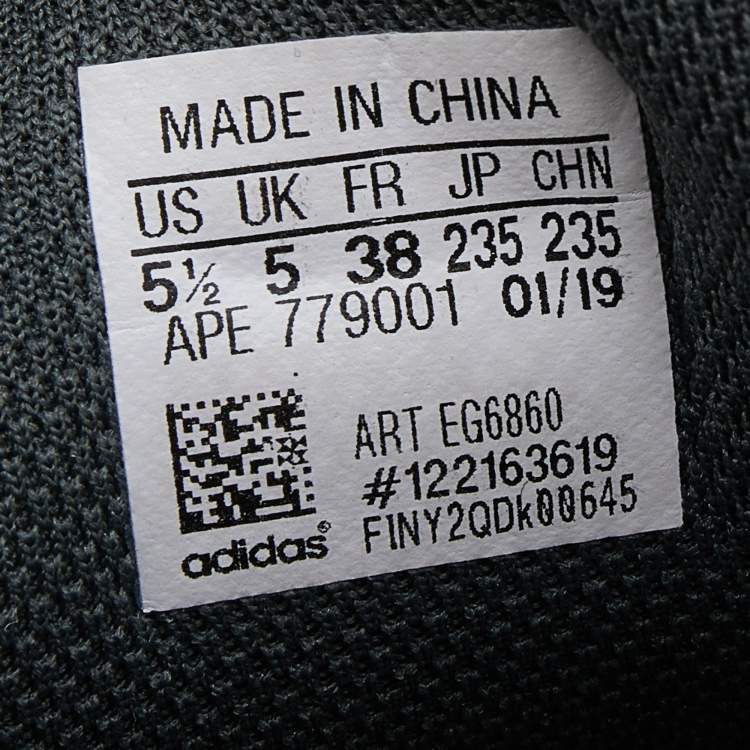 MADE IN CHINA
US UK FR JP CHN
5½ 5 38 235 235
APE 779001 01/19
ART EG6860
#122163619
FINY2QDk00645
adidas®